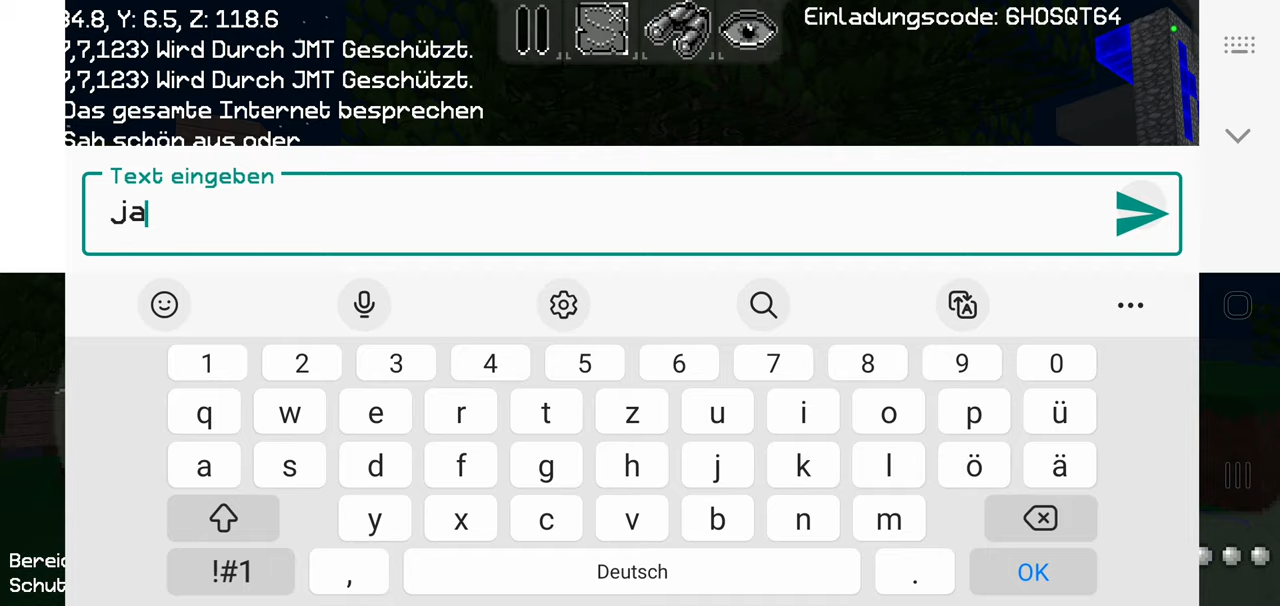 34.8, Y: 6.5, Z: 118.6
7,7,123) Wird Durch JMT Geschützt.
7,7,123) Wird Durch JMT Geschützt.
Das gesamte Internet besprechen
Sah schön aus oder
Einladungscode: 6HOSQT64
Text eingeben
ja
1 2 3 4 5 6 7 8 9 0
q w e r t z u i o p ü
a s d f g h j k l ö ä
y x c v b n m
!#1 , Deutsch . OK
Bereic
Schut